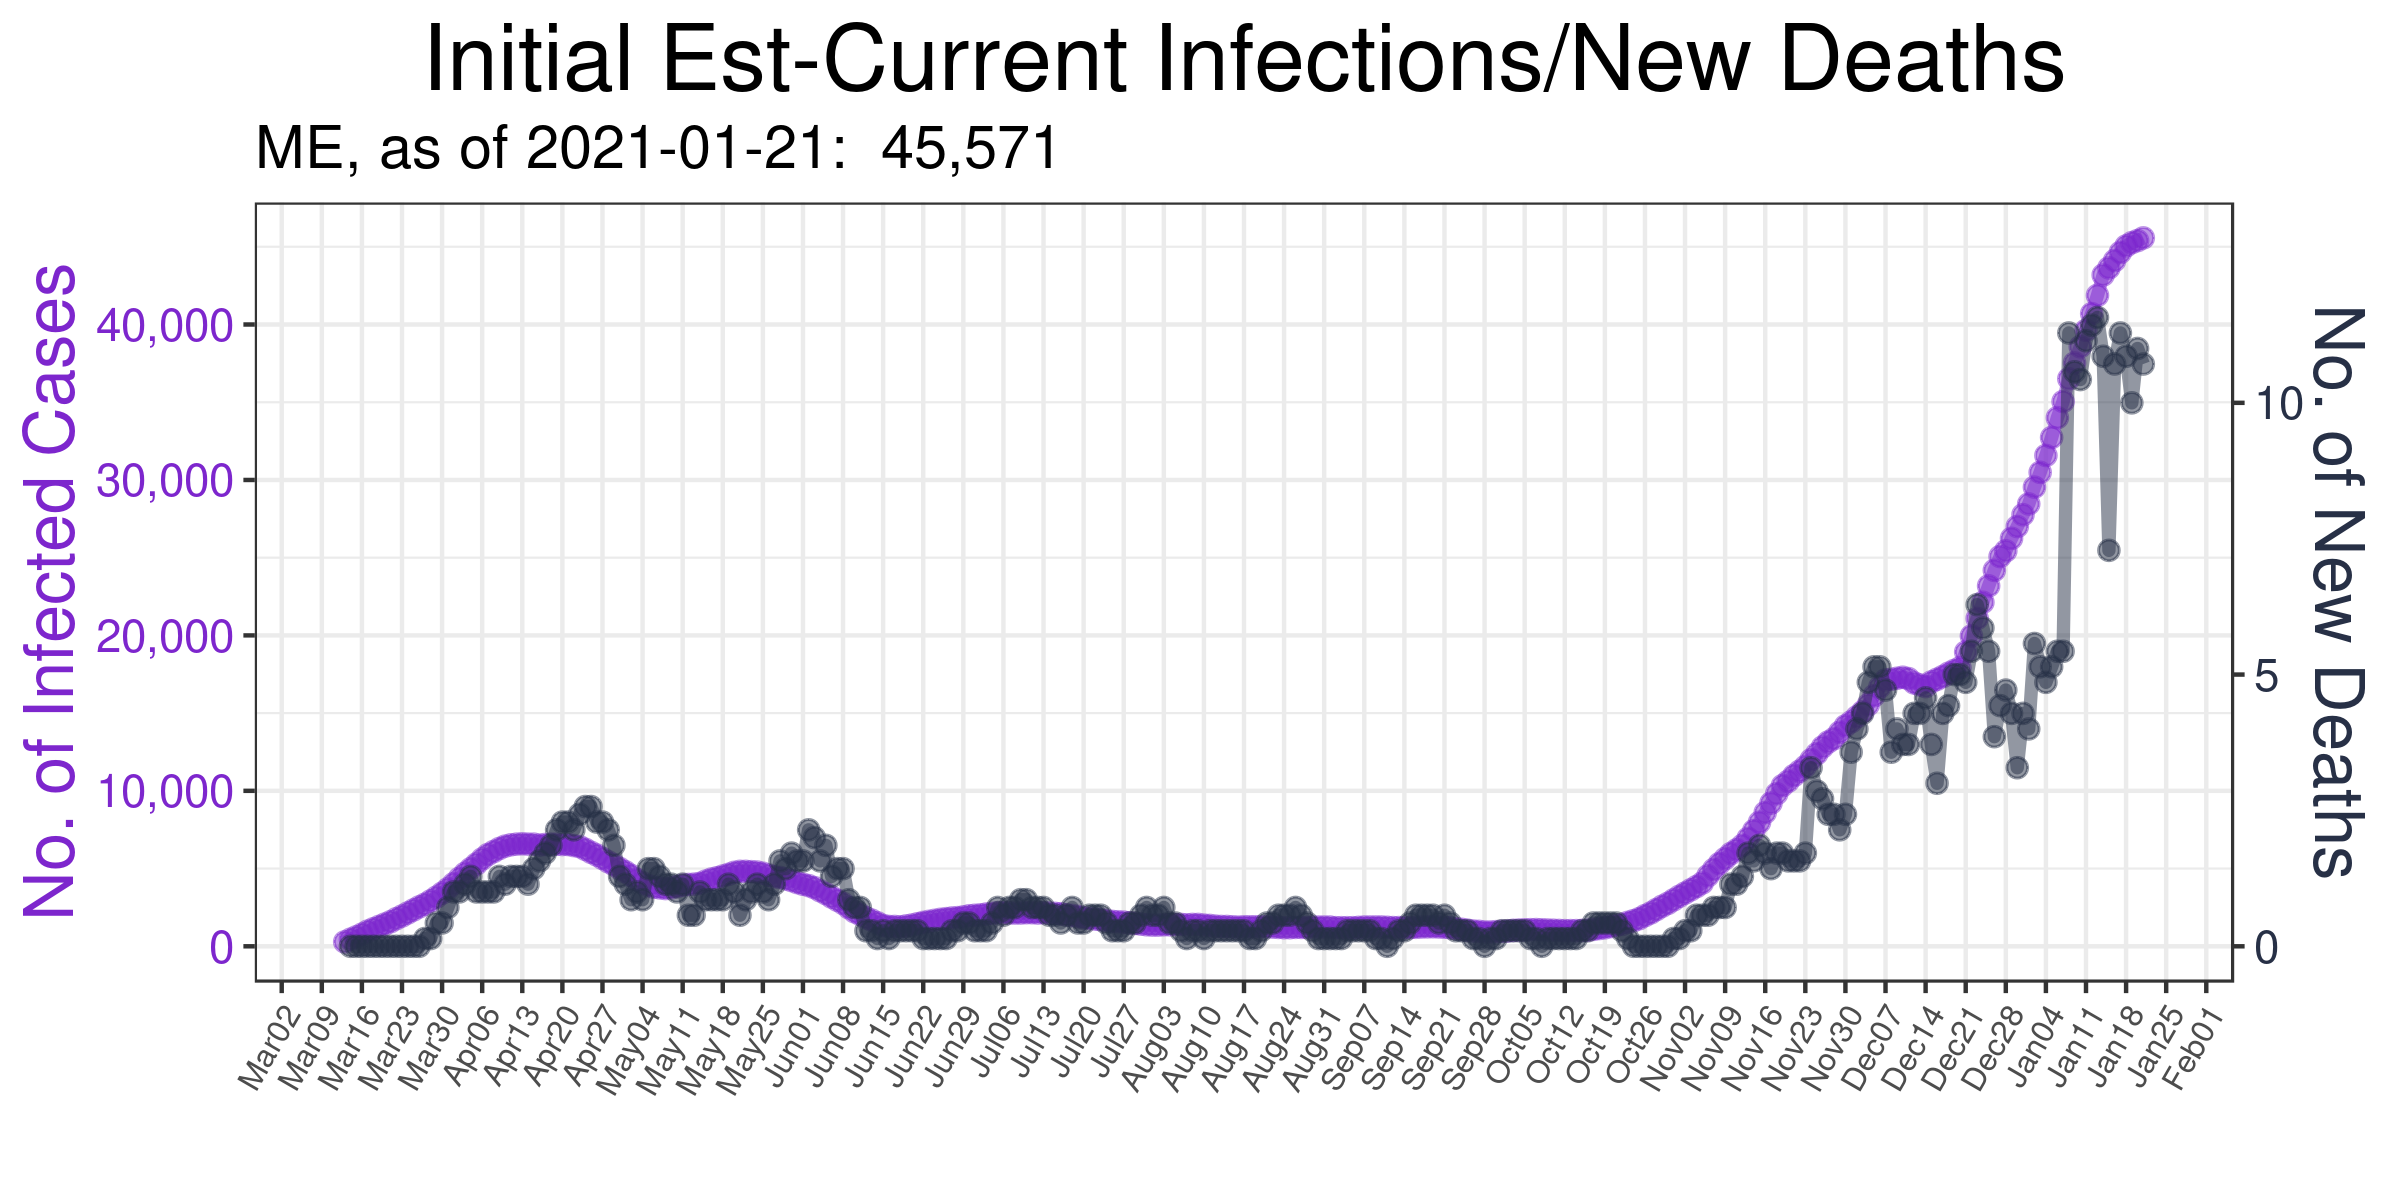 Initial Est-Current Infections/New Deaths
ME, as of 2021-01-21:  45,571
No. of Infected Cases
40,000
30,000
20,000
10,000
0
No. of New Deaths
10
5
0
Mar02
Mar09
Mar16
Mar23
Mar30
Apr06
Apr13
Apr20
Apr27
May04
May11
May18
May25
Jun01
Jun08
Jun15
Jun22
Jun29
Jul06
Jul13
Jul20
Jul27
Aug03
Aug10
Aug17
Aug24
Aug31
Sep07
Sep14
Sep21
Sep28
Oct05
Oct12
Oct19
Oct26
Nov02
Nov09
Nov16
Nov23
Nov30
Dec07
Dec14
Dec21
Dec28
Jan04
Jan11
Jan18
Jan25
Feb01